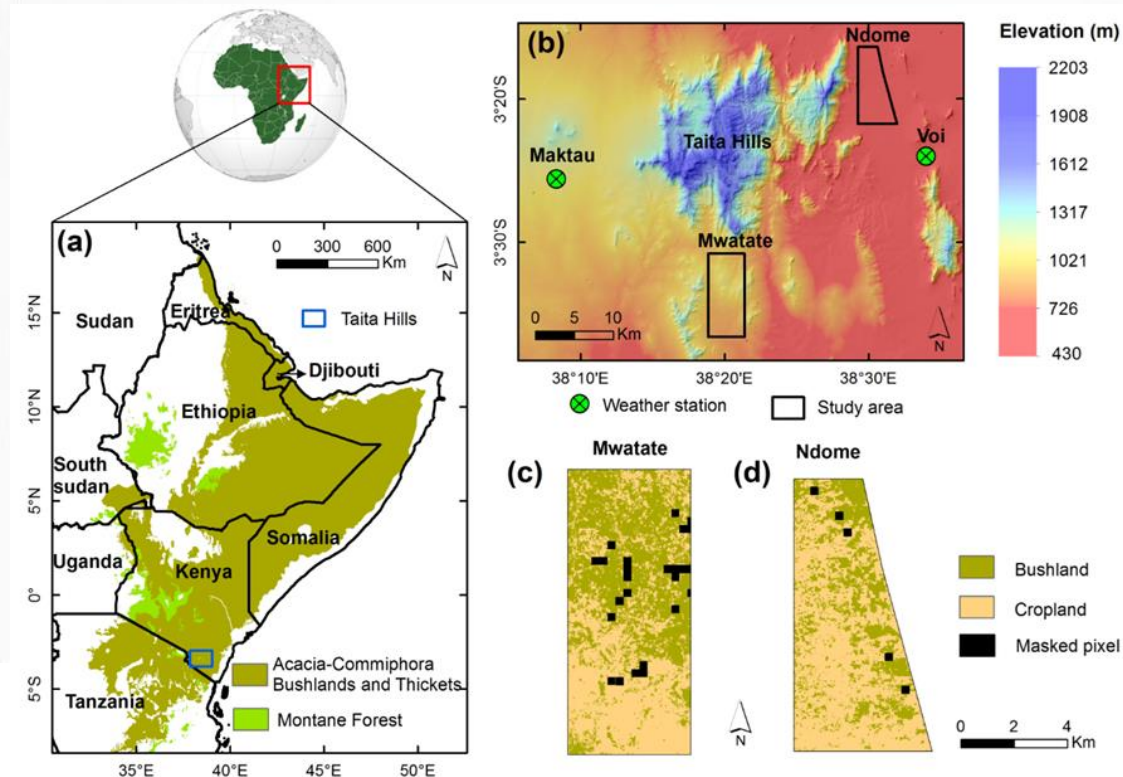 (a)
0 300 600
Km
N
Taita Hills
Sudan
Eritrea
15°N
Djibouti
10°N
Ethiopia
South
sudan
5°N
Somalia
Uganda
Kenya
0°
Acacia-Commiphora
Bushlands and Thickets
Montane Forest
Tanzania
5°S
35°E 40°E 45°E 50°E
(b)
Ndome
3°20'S
Taita Hills
Voi
Maktau
3°30'S
Mwatate
0 5 10
Km
N
38°10'E 38°20'E 38°30'E
Weather station
Study area
Elevation (m)
2203
1908
1612
1317
1021
726
430
Mwatate
(c)
Ndome
(d)
Bushland
Cropland
Masked pixel
N
0 2 4
Km